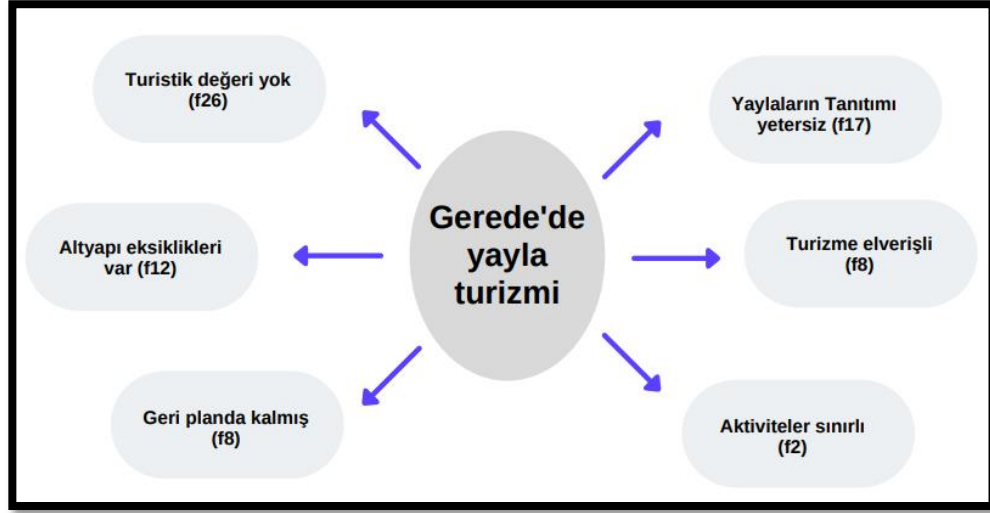 Turistik değeri yok
(f26)
Yaylaların Tanıtımı
yetersiz (f17)
Gerede'de
yayla
turizmi
Altyapı eksiklikleri
var (f12)
Turizme elverişli
(f8)
Geri planda kalmış
(f8)
Aktiviteler sınırlı
(f2)